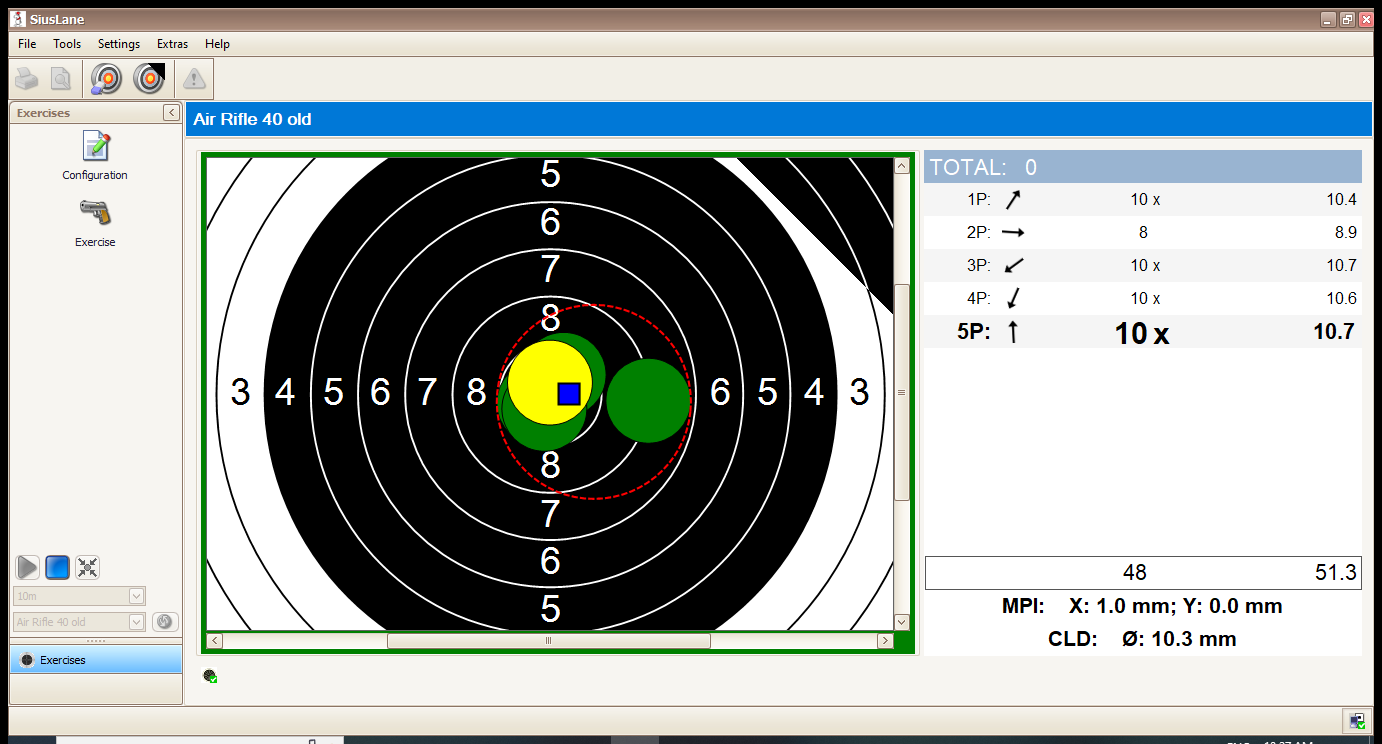 SiusLane
File Tools Settings Extras Help
Exercises
Configuration
Exercise
10m
Air Rifle 40 old
Exercises
Air Rifle 40 old
5
6
7
8
3 4 5 6 7 8 6 5 4 3
8
7
6
5
TOTAL: 0
1P: 10 x 10.4
2P: 8 8.9
3P: 10 x 10.7
4P: 10 x 10.6
5P: 10 x 10.7
48 51.3
MPI: X: 1.0 mm; Y: 0.0 mm
CLD: Ø: 10.3 mm